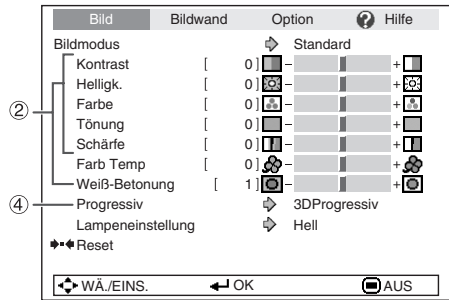 Bild Bildwand Option ? Hilfe
Bildmodus Standard
Kontrast [ 0 ] - +
② Helligk. [ 0 ] - +
Farbe [ 0 ] - +
Tönung [ 0 ] - +
Schärfe [ 0 ] - +
Farb Temp [ 0 ] - +
Weiß-Betonung [ 1 ] - +
④ Progressiv 3DProgressiv
Lampeneinstellung Hell
Reset
WÄ./EINS. OK AUS